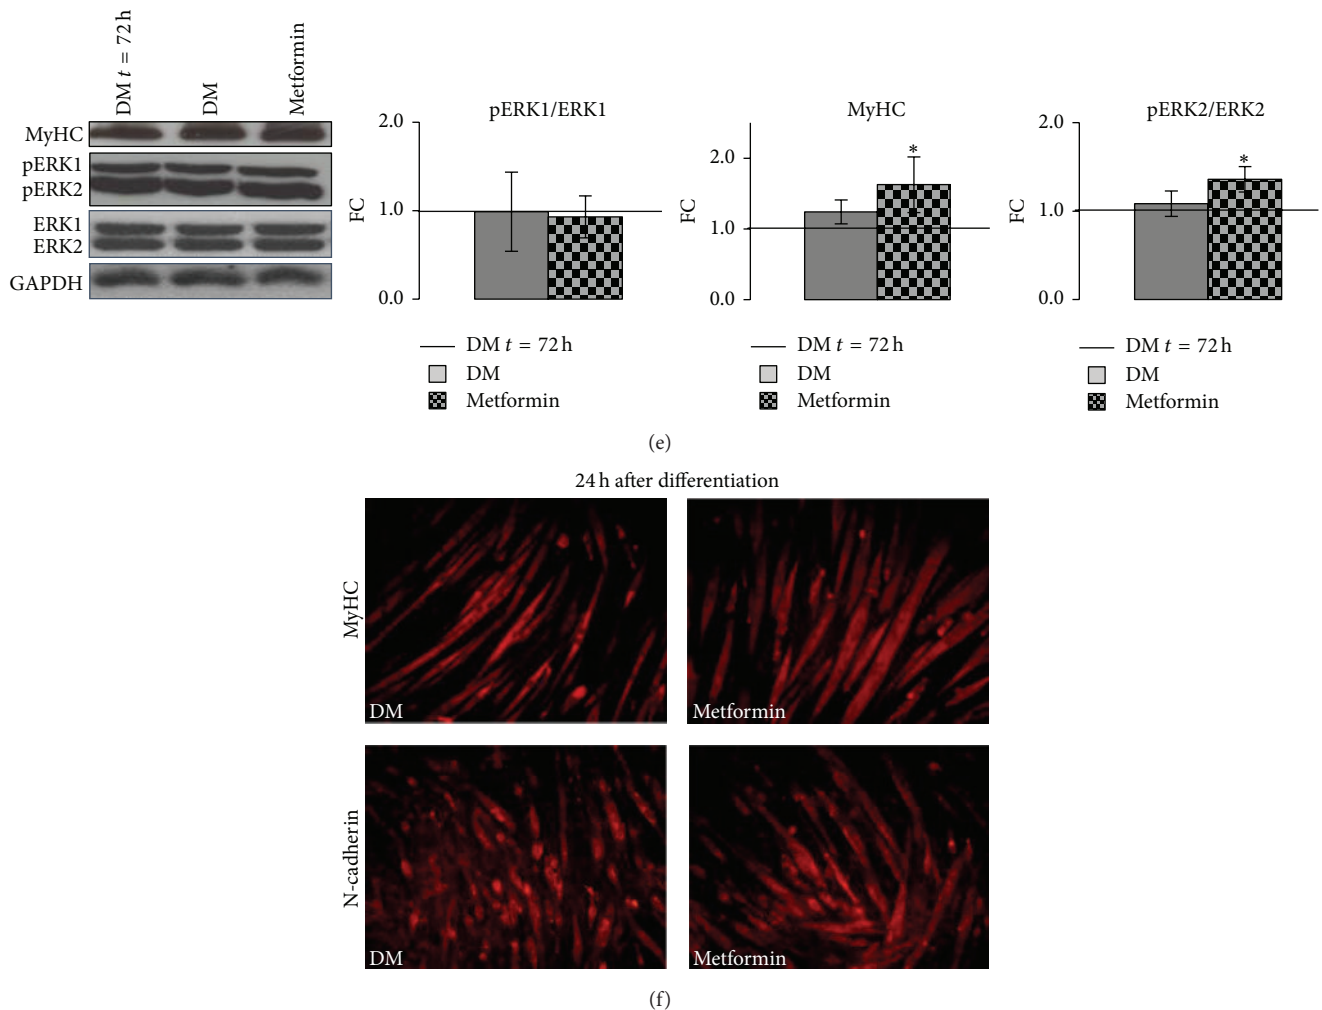 DM t = 72 h
DM
Metformin
MyHC
pERK1
pERK2
ERK1
ERK2
GAPDH
pERK1/ERK1
FC
2.0
1.0
0.0
DM t = 72 h
DM
Metformin
MyHC
FC
2.0
1.0
0.0
*
DM t = 72 h
DM
Metformin
pERK2/ERK2
FC
2.0
1.0
0.0
*
DM t = 72 h
DM
Metformin
(e)
24 h after differentiation
MyHC
DM
Metformin
N-cadherin
DM
Metformin
(f)